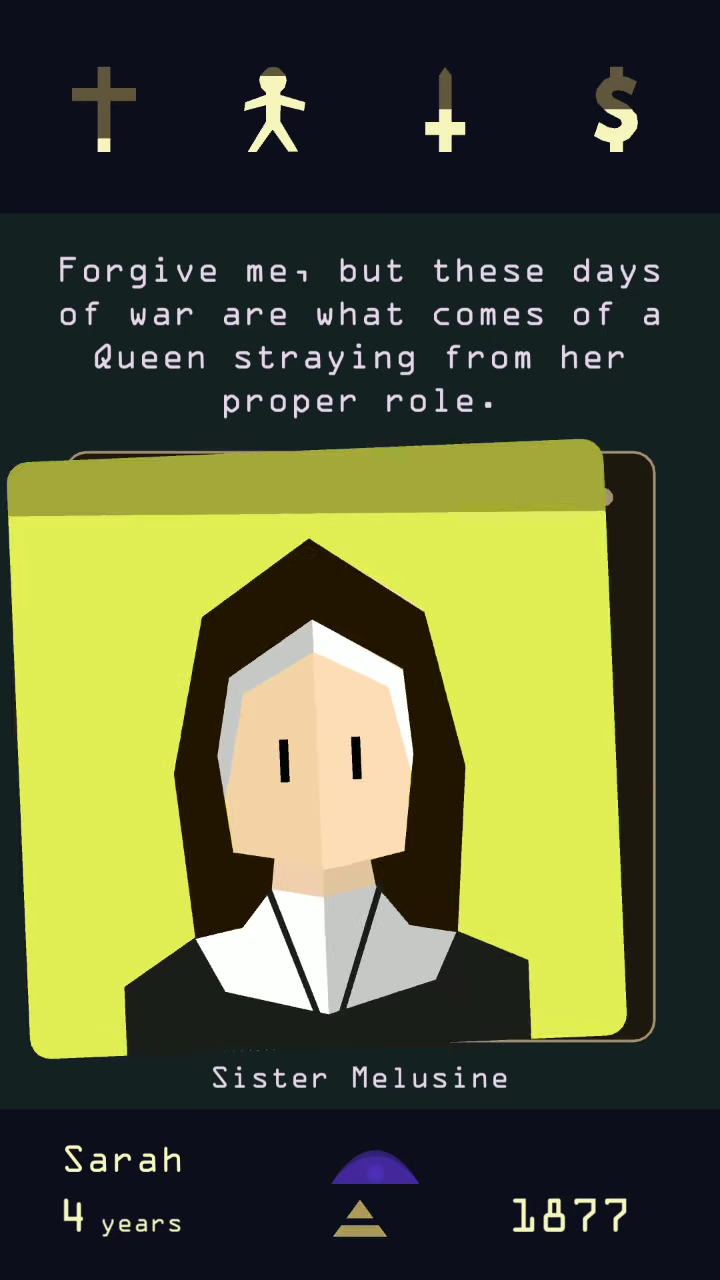 Forgive me, but these days
of war are what comes of a
Queen straying from her
proper role.
Sister Melusine
Sarah
4 years
1877